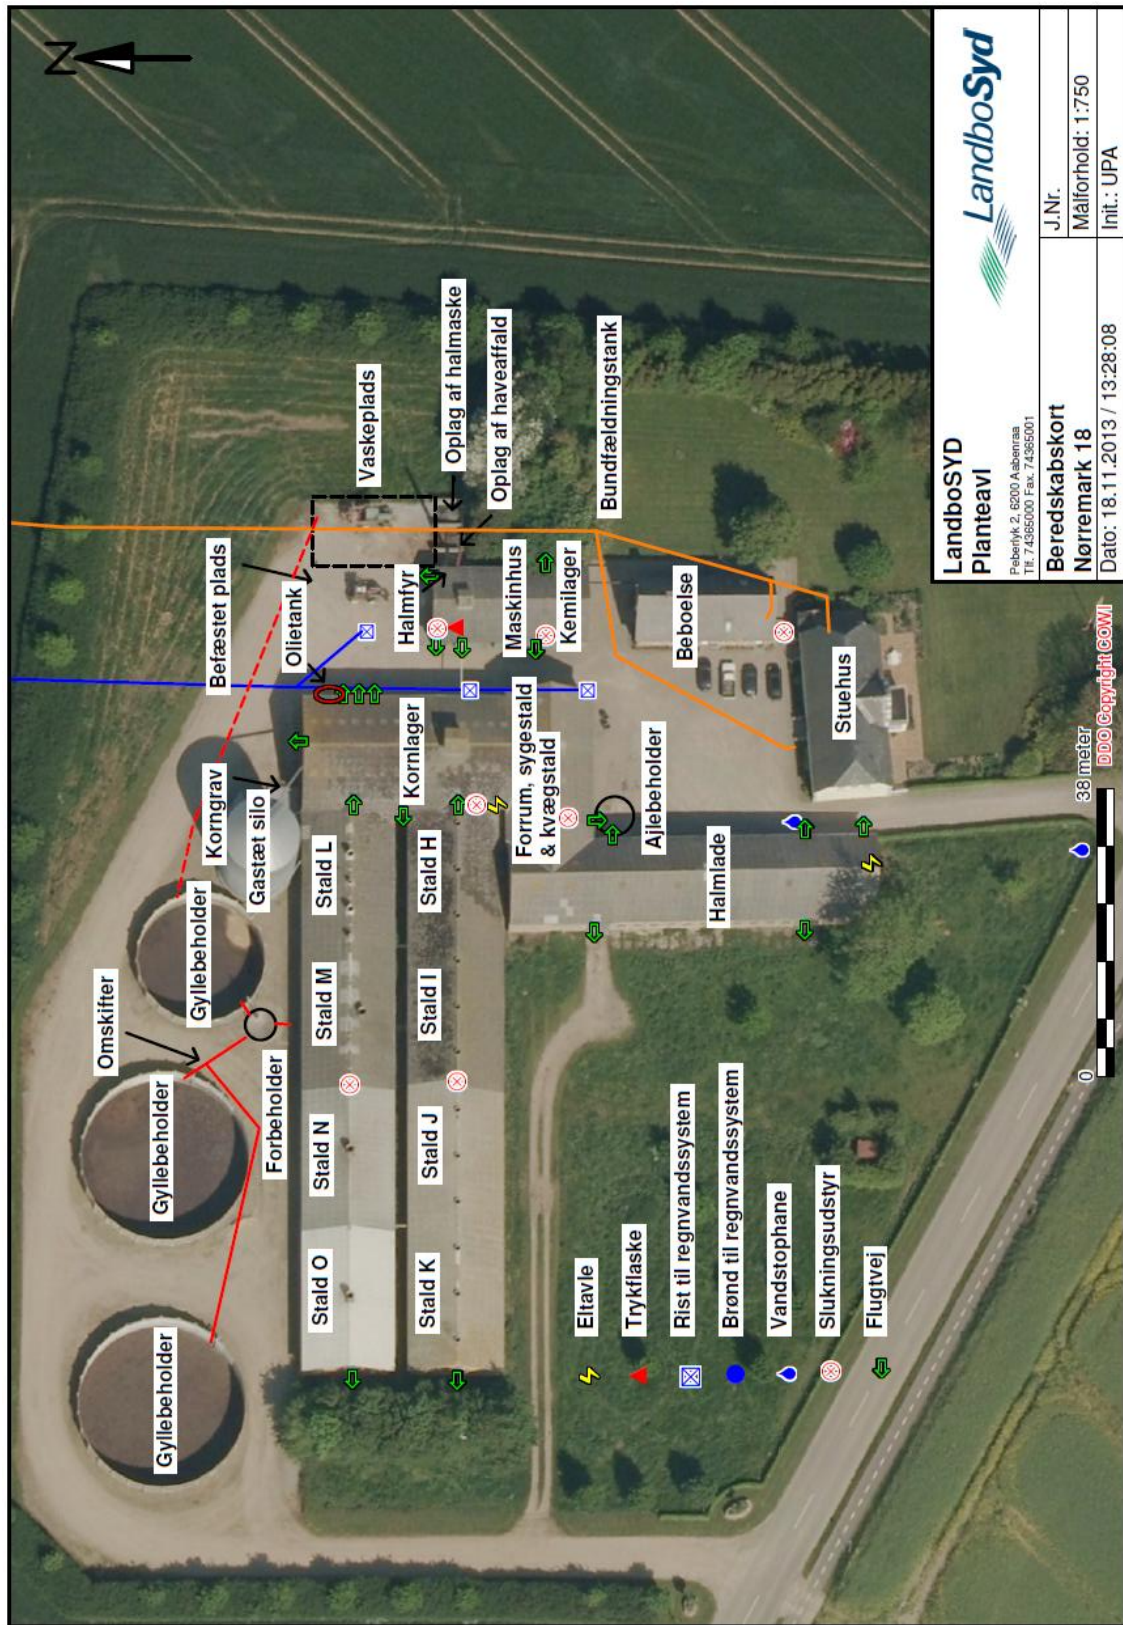 N
Omskifter
Korngrav
Befæstet plads
Olietank
Vaskeplads
Gyllebeholder
Gyllebeholder
Gyllebeholder
Gastæt silo
Forbeholder
Halmfyr
Oplag af halmaske
Oplag af haveaffald
Stald O
Stald N
Stald M
Stald L
Kornlager
Maskinhus
Kemilager
Stald K
Stald J
Stald I
Stald H
Forrum, sygestald
& kvægstald
Bundfældningstank
Ajlebeholder
Beboelse
Halmlade
Stuehus
Eltavle
Trykflaske
Rist til regnvandssystem
Brønd til regnvandssystem
Vandstophane
Slukningsudstyr
Flugtvej
0
38 meter
DDO Copyright COWI
LandboSYD
Planteavl
LandboSyd
Peberlyk 2, 6200 Aabenraa
Tlf. 74365000 Fax. 74365001
Beredskabskort
J.Nr.
Nørremark 18
Målforhold: 1:750
Dato: 18.11.2013 / 13:28:08
Init.: UPA